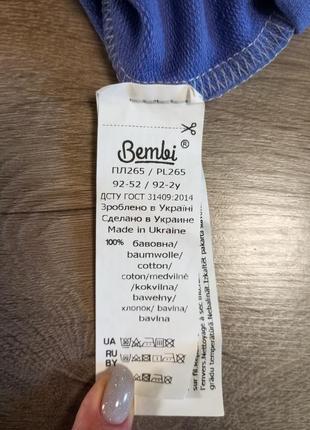 Bembi®
ПЛ265 / PL265
92-52 / 92-2y
ДСТУ ГОСТ 31409:2014
Зроблено в Україні
Сделано в Украине
Made in Ukraine
100% бавовна/
baumwolle/
cotton/
coton/medvilnė
/kokvilna/
bawełny/
хлопок/ bavlna/
bavlna
UA
RU
BY